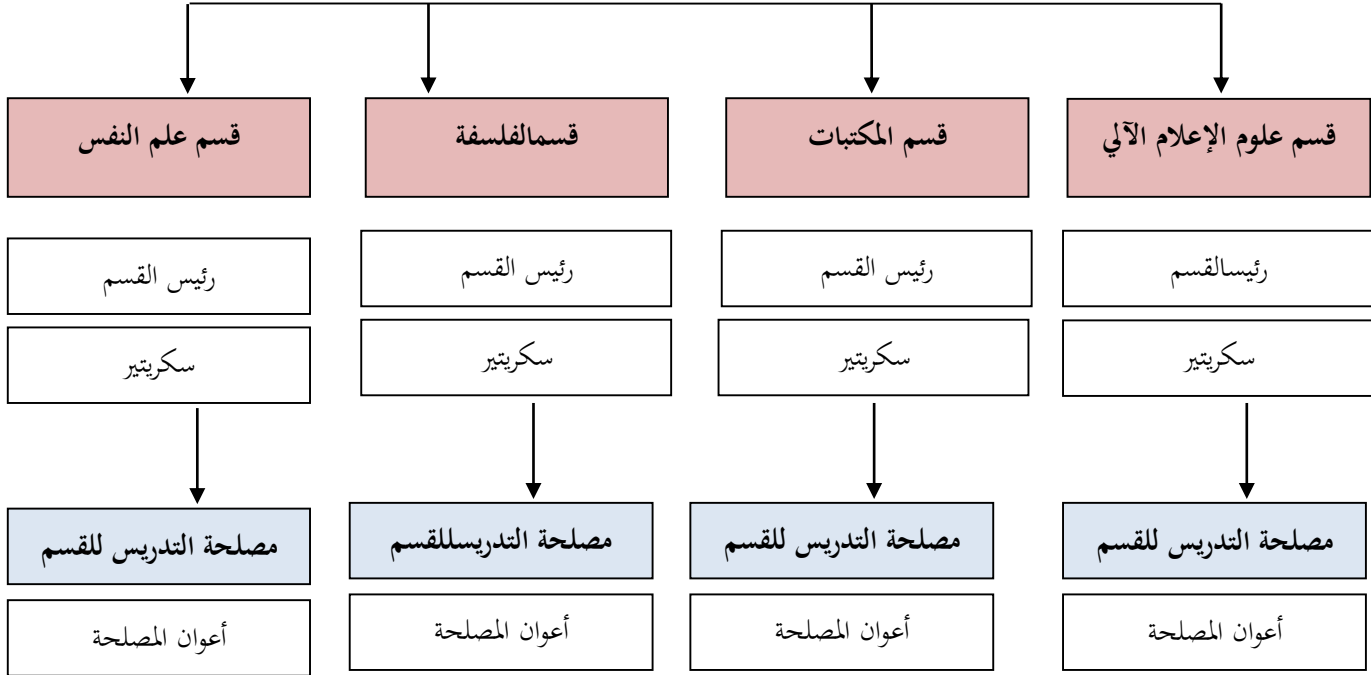 قسم علوم الإعلام الآلي
قسم المكتبات
قسمالفلسفة
قسم علم النفس
رئيسالقسم
رئيس القسم
رئيس القسم
رئيس القسم
سكريتير
سكريتير
سكريتير
سكريتير
مصلحة التدريس للقسم
مصلحة التدريس للقسم
مصلحة التدريسللقسم
مصلحة التدريس للقسم
أعوان المصلحة
أعوان المصلحة
أعوان المصلحة
أعوان المصلحة